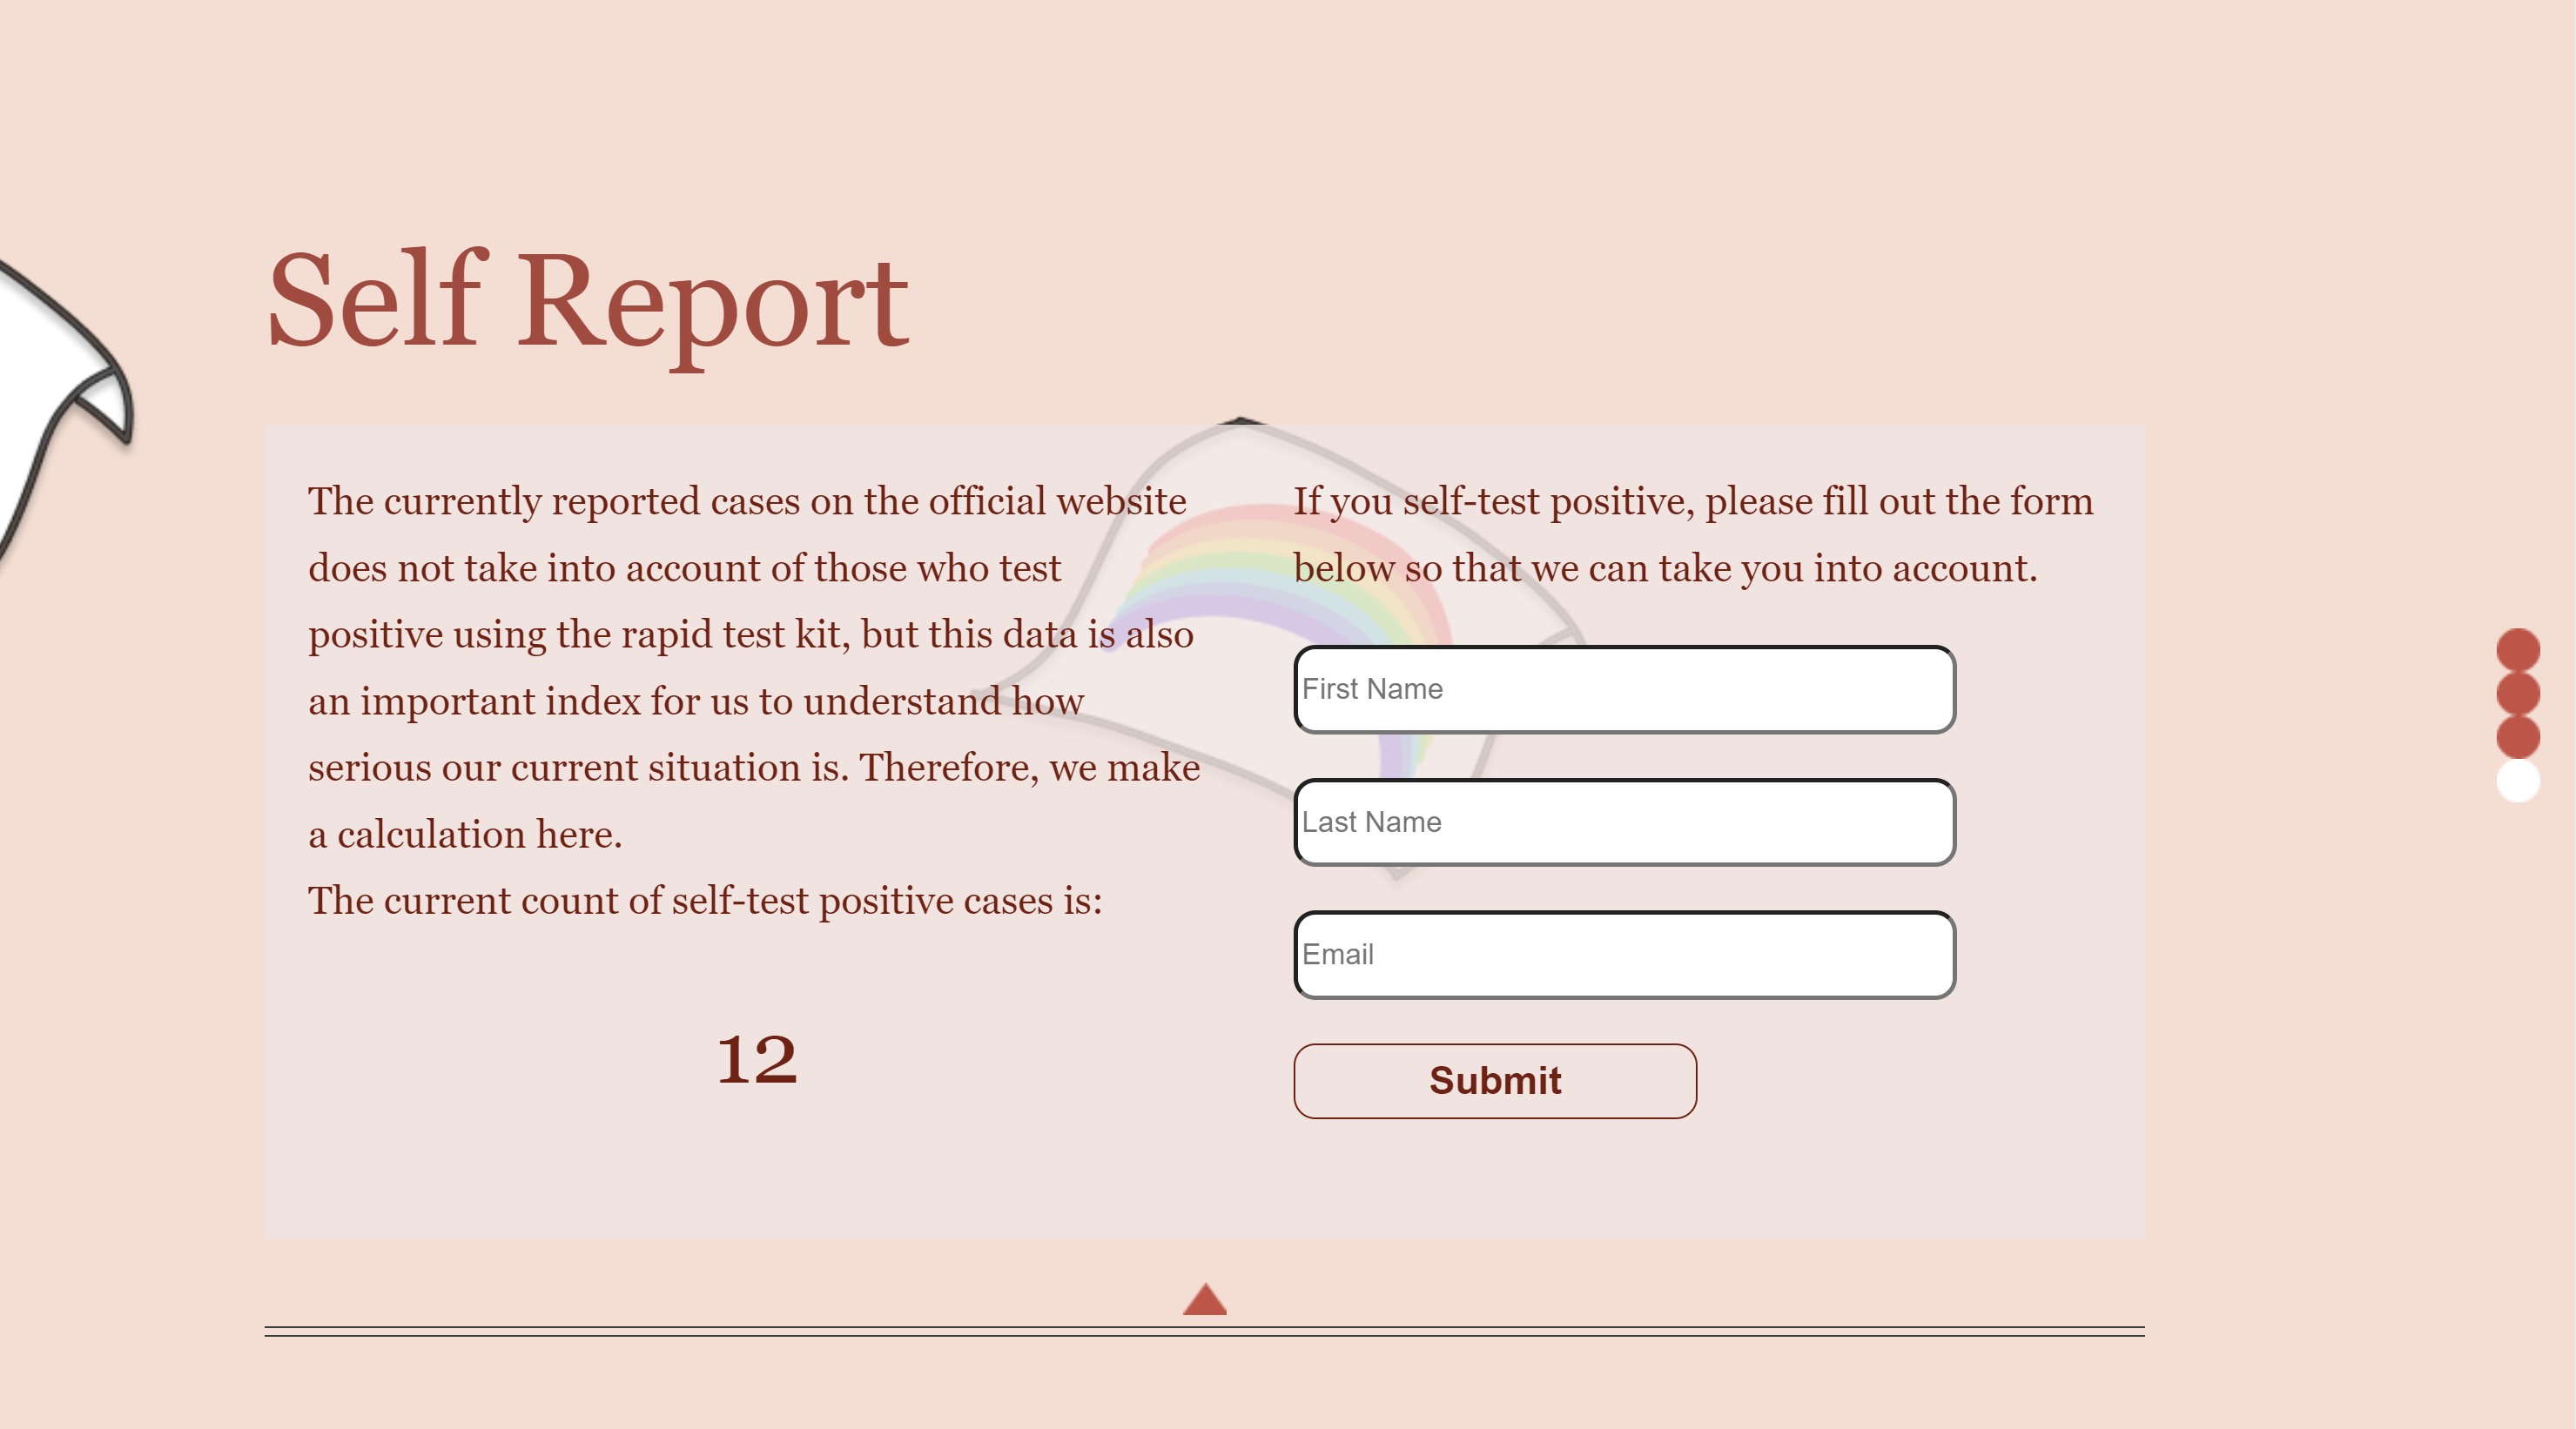 Self Report
The currently reported cases on the official website
does not take into account of those who test
positive using the rapid test kit, but this data is also
an important index for us to understand how
serious our current situation is. Therefore, we make
a calculation here.
The current count of self-test positive cases is:
12
If you self-test positive, please fill out the form
below so that we can take you into account.
First Name
Last Name
Email
Submit